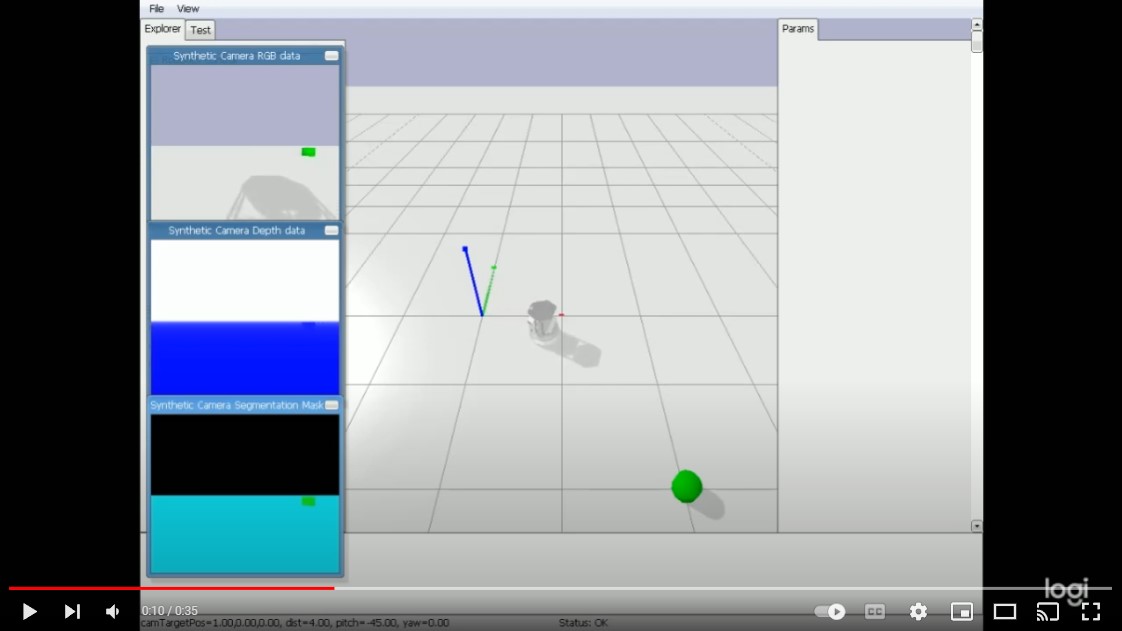 File View
Explorer Test
Params
Synthetic Camera RGB data
Synthetic Camera Depth data
Synthetic Camera Segmentation Mask
logi
0:10 / 0:35
CC
camTargetPos=1.00,0.00,0.00, dist=4.00, pitch=-45.00, yaw=0.00 Status: OK